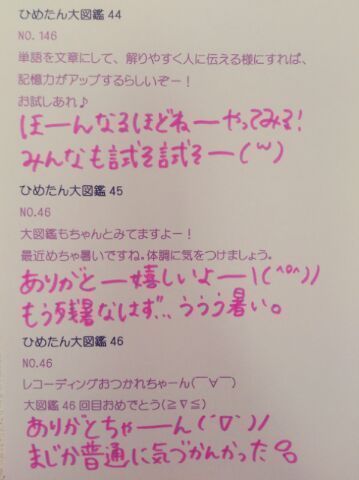 ひめたん大図鑑 44
NO. 146
単語を文章にして、解りやすく人に伝える様にすれば、
記憶力がアップするらしいぞー！
お試しあれ♪
ほーんなるほどねーやってみる!
みんなも試そ試そー(´ω`)
ひめたん大図鑑 45
NO.46
大図鑑もちゃんとみてますよー！
最近めちゃ暑いですね。体調に気をつけましょう。
ありがとー嬉しいよー\(^o^)/
もう残暑なはず…ううう暑い。
ひめたん大図鑑 46
NO.46
レコーディングおつかれちゃーん(￣∀￣)
大図鑑46回目おめでとう(≧∇≦)
ありがとちゃーーん(´∇`)ﾉ
まじか普通に気づかんかった